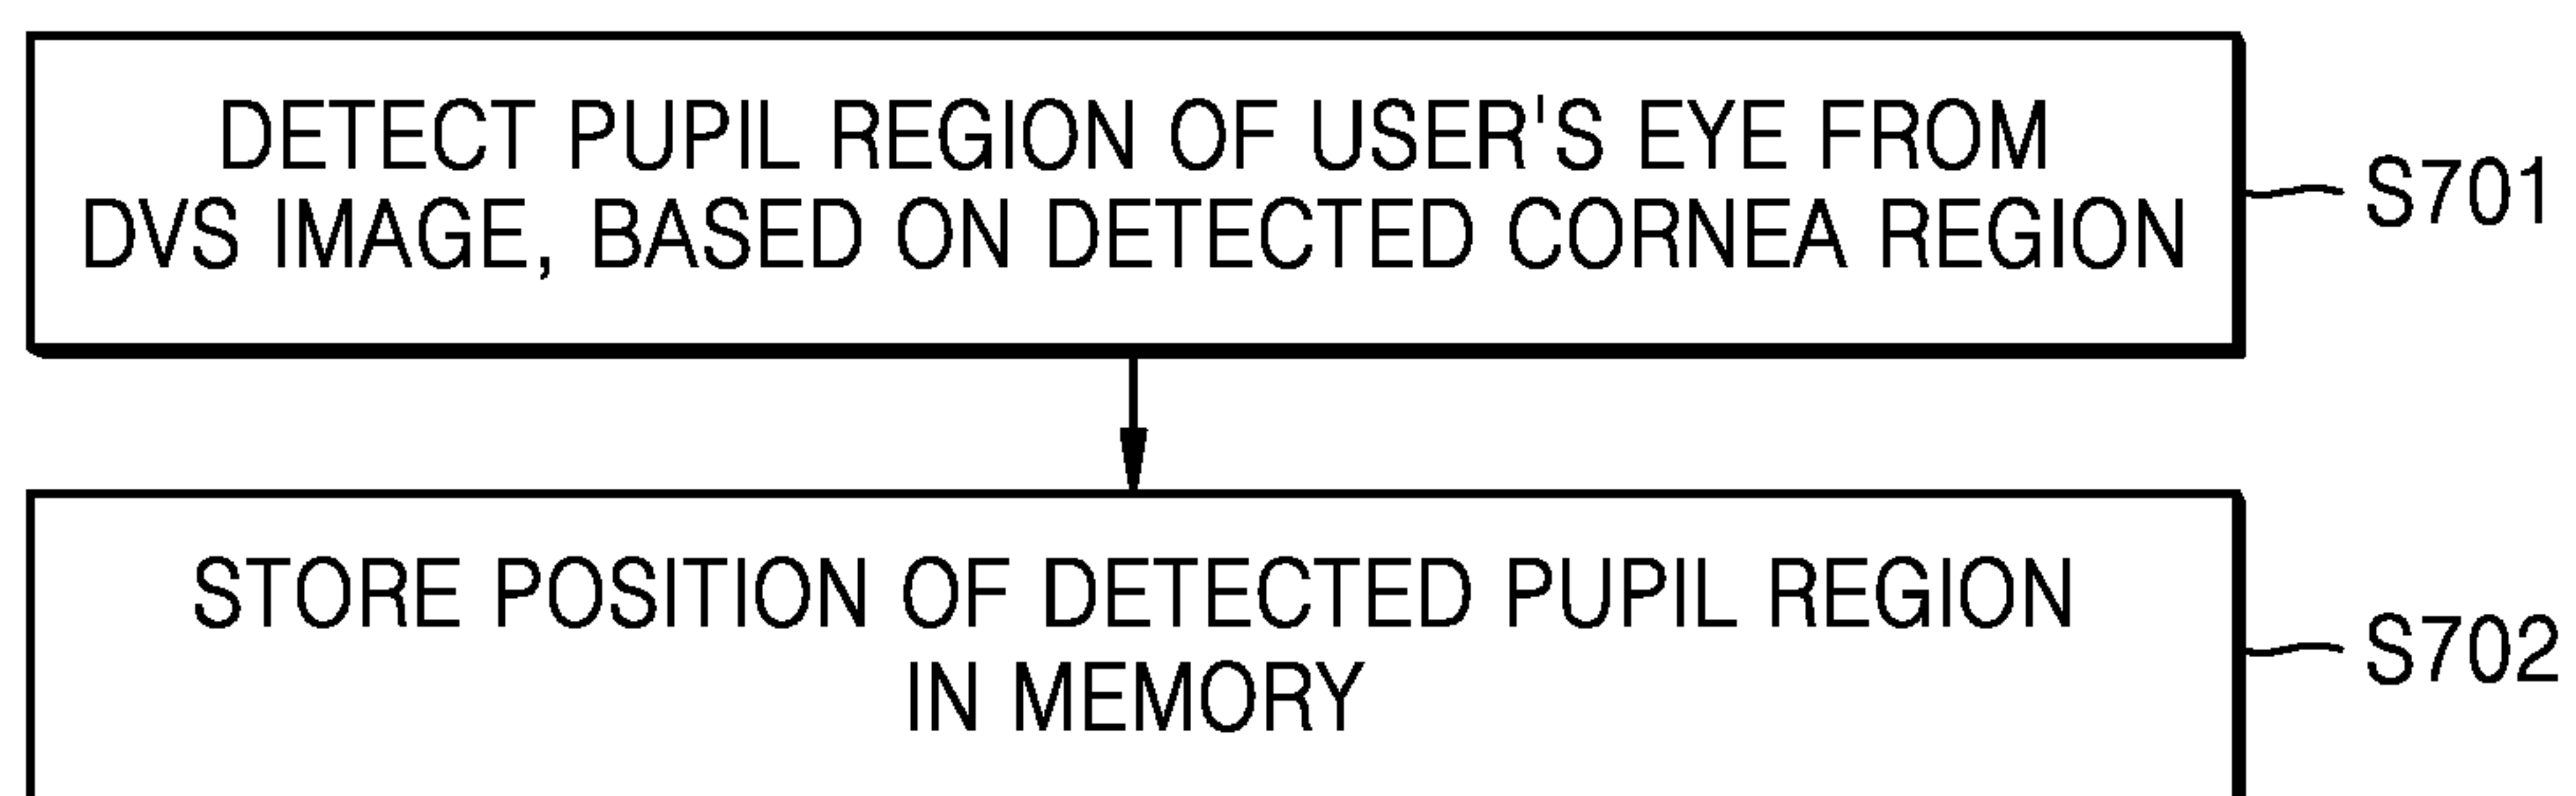 DETECT PUPIL REGION OF USER'S EYE FROM
DVS IMAGE, BASED ON DETECTED CORNEA REGION
S701
STORE POSITION OF DETECTED PUPIL REGION
IN MEMORY
S702